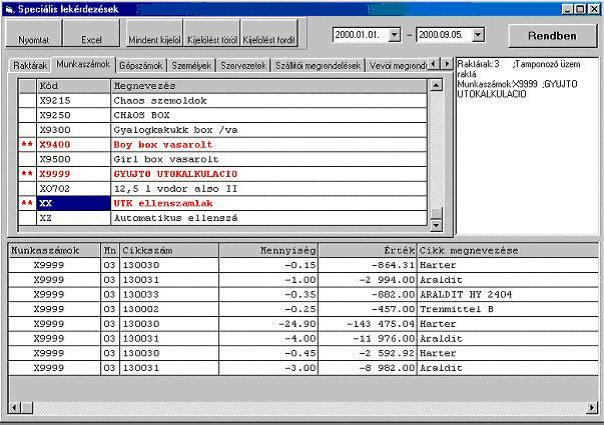 Speciális lekérdezések
Nyomtat Excel Mindent kijelöl Kijelölést töröl Kijelölést fordít 2000.01.01. - 2000.09.05. Rendben
Raktárak Munkaszámok Gépszámok Személyek Szervezetek Szállítói megrendelések Vevői megrend
Raktárak:3 ;Tamponozó üzem
raktá
Munkaszámok:X9999 ;GYUJTO
UTOKALKULACIO
Kód Megnevezés
X9215 Chaos szemoldok
X9250 CHAOS BOX
X9300 Gyalogkakukk box /va
** X9400 Boy box vasarolt
X9500 Girl box vasarolt
** X9999 GYUJTO UTOKALKULACIO
XO702 12,5 l vodor also II
** XX UTK ellenszamlak
XZ Automatikus ellenszá
Munkaszámok Mn Cikkszám Mennyiség Érték Cikk megnevezése
X9999 03 130030 -0.15 -864.31 Harter
X9999 03 130031 -1.00 -2 994.00 Araldit
X9999 03 130033 -0.35 -882.00 ARALDIT HY 2404
X9999 03 130002 -0.25 -457.00 Trenmittel B
X9999 03 130030 -24.90 -143 475.04 Harter
X9999 03 130031 -4.00 -11 976.00 Araldit
X9999 03 130030 -0.45 -2 592.92 Harter
X9999 03 130031 -3.00 -8 982.00 Araldit